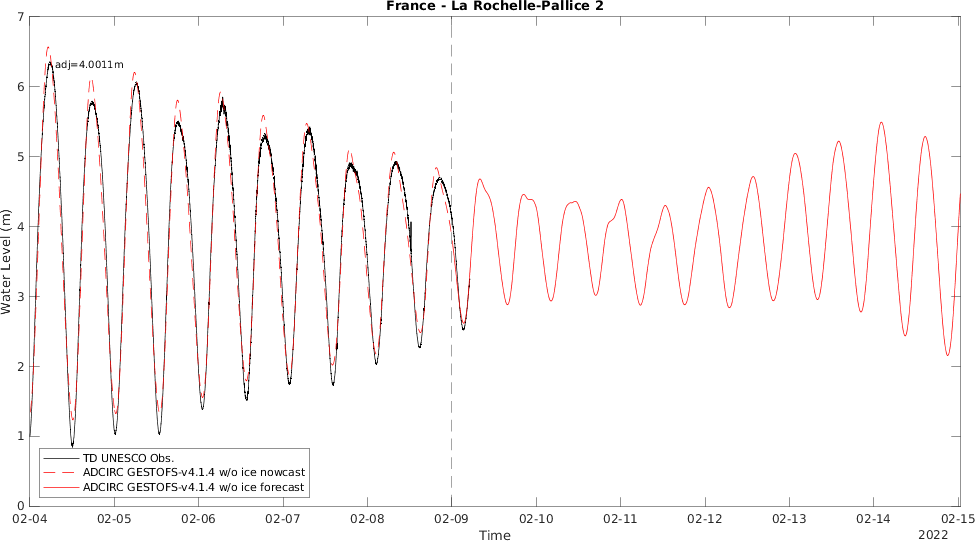 France - La Rochelle-Pallice 2
7
6
5
4
3
2
1
0
Water Level (m)
adj=4.0011m
TD UNESCO Obs.
ADCIRC GESTOFS-v4.1.4 w/o ice nowcast
ADCIRC GESTOFS-v4.1.4 w/o ice forecast
02-04 02-05 02-06 02-07 02-08 02-09 02-10 02-11 02-12 02-13 02-14 02-15
Time
2022